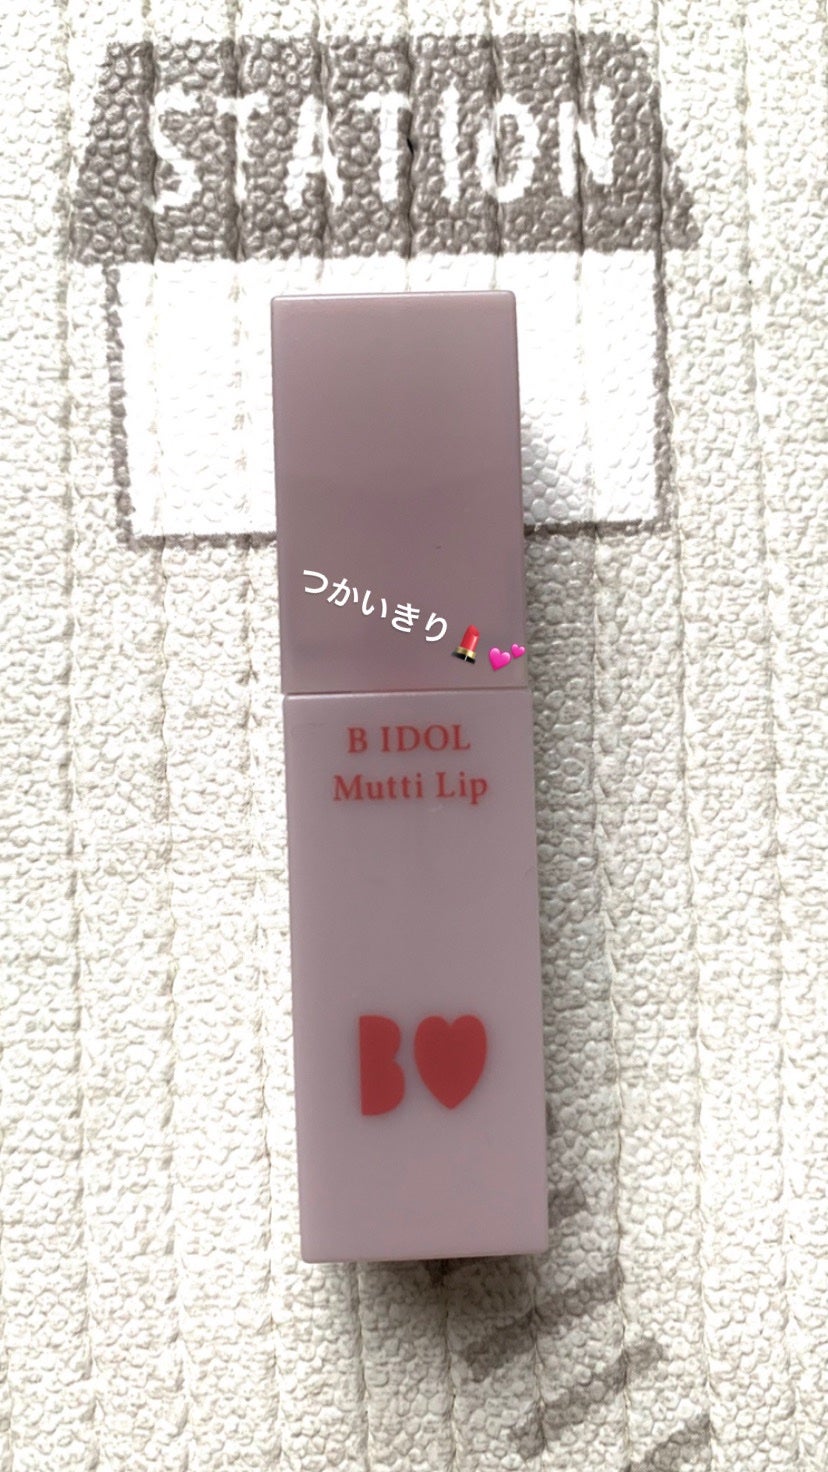 STATION
つかいきり💄💕
B IDOL
Mutti Lip
B♥